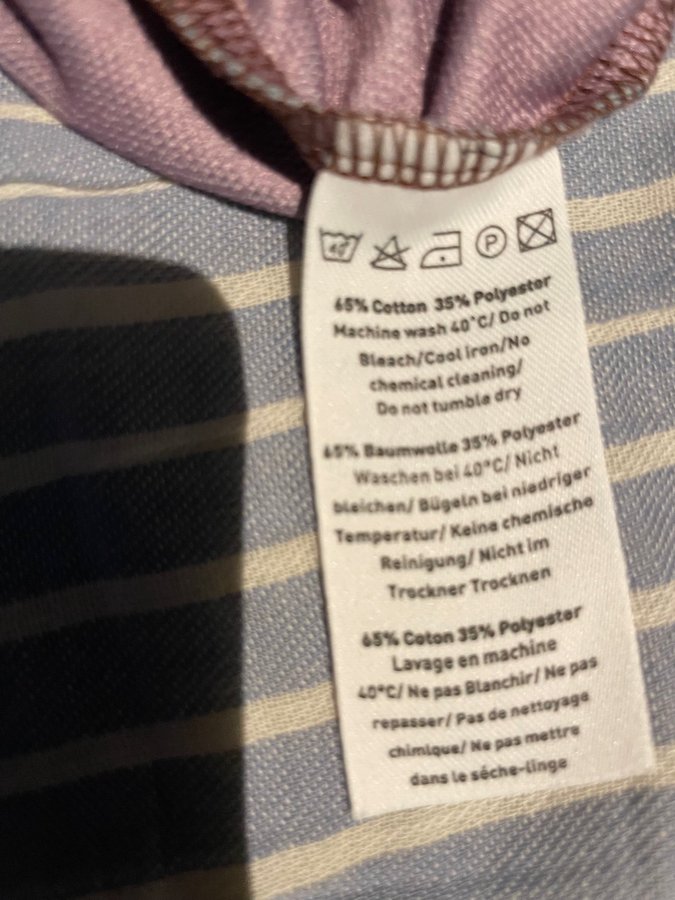 40° P
65% Cotton 35% Polyester
Machine wash 40°C/ Do not
Bleach/Cool iron/No
chemical cleaning/
Do not tumble dry
65% Baumwolle 35% Polyester
Waschen bei 40°C/ Nicht
bleichen/ Bügeln bei niedriger
Temperatur/ Keine chemische
Reinigung/ Nicht im
Trockner Trocknen
65% Coton 35% Polyester
Lavage en machine
40°C/ Ne pas Blanchir/ Ne pas
repasser/ Pas de nettoyage
chimique/ Ne pas mettre
dans le séche-linge